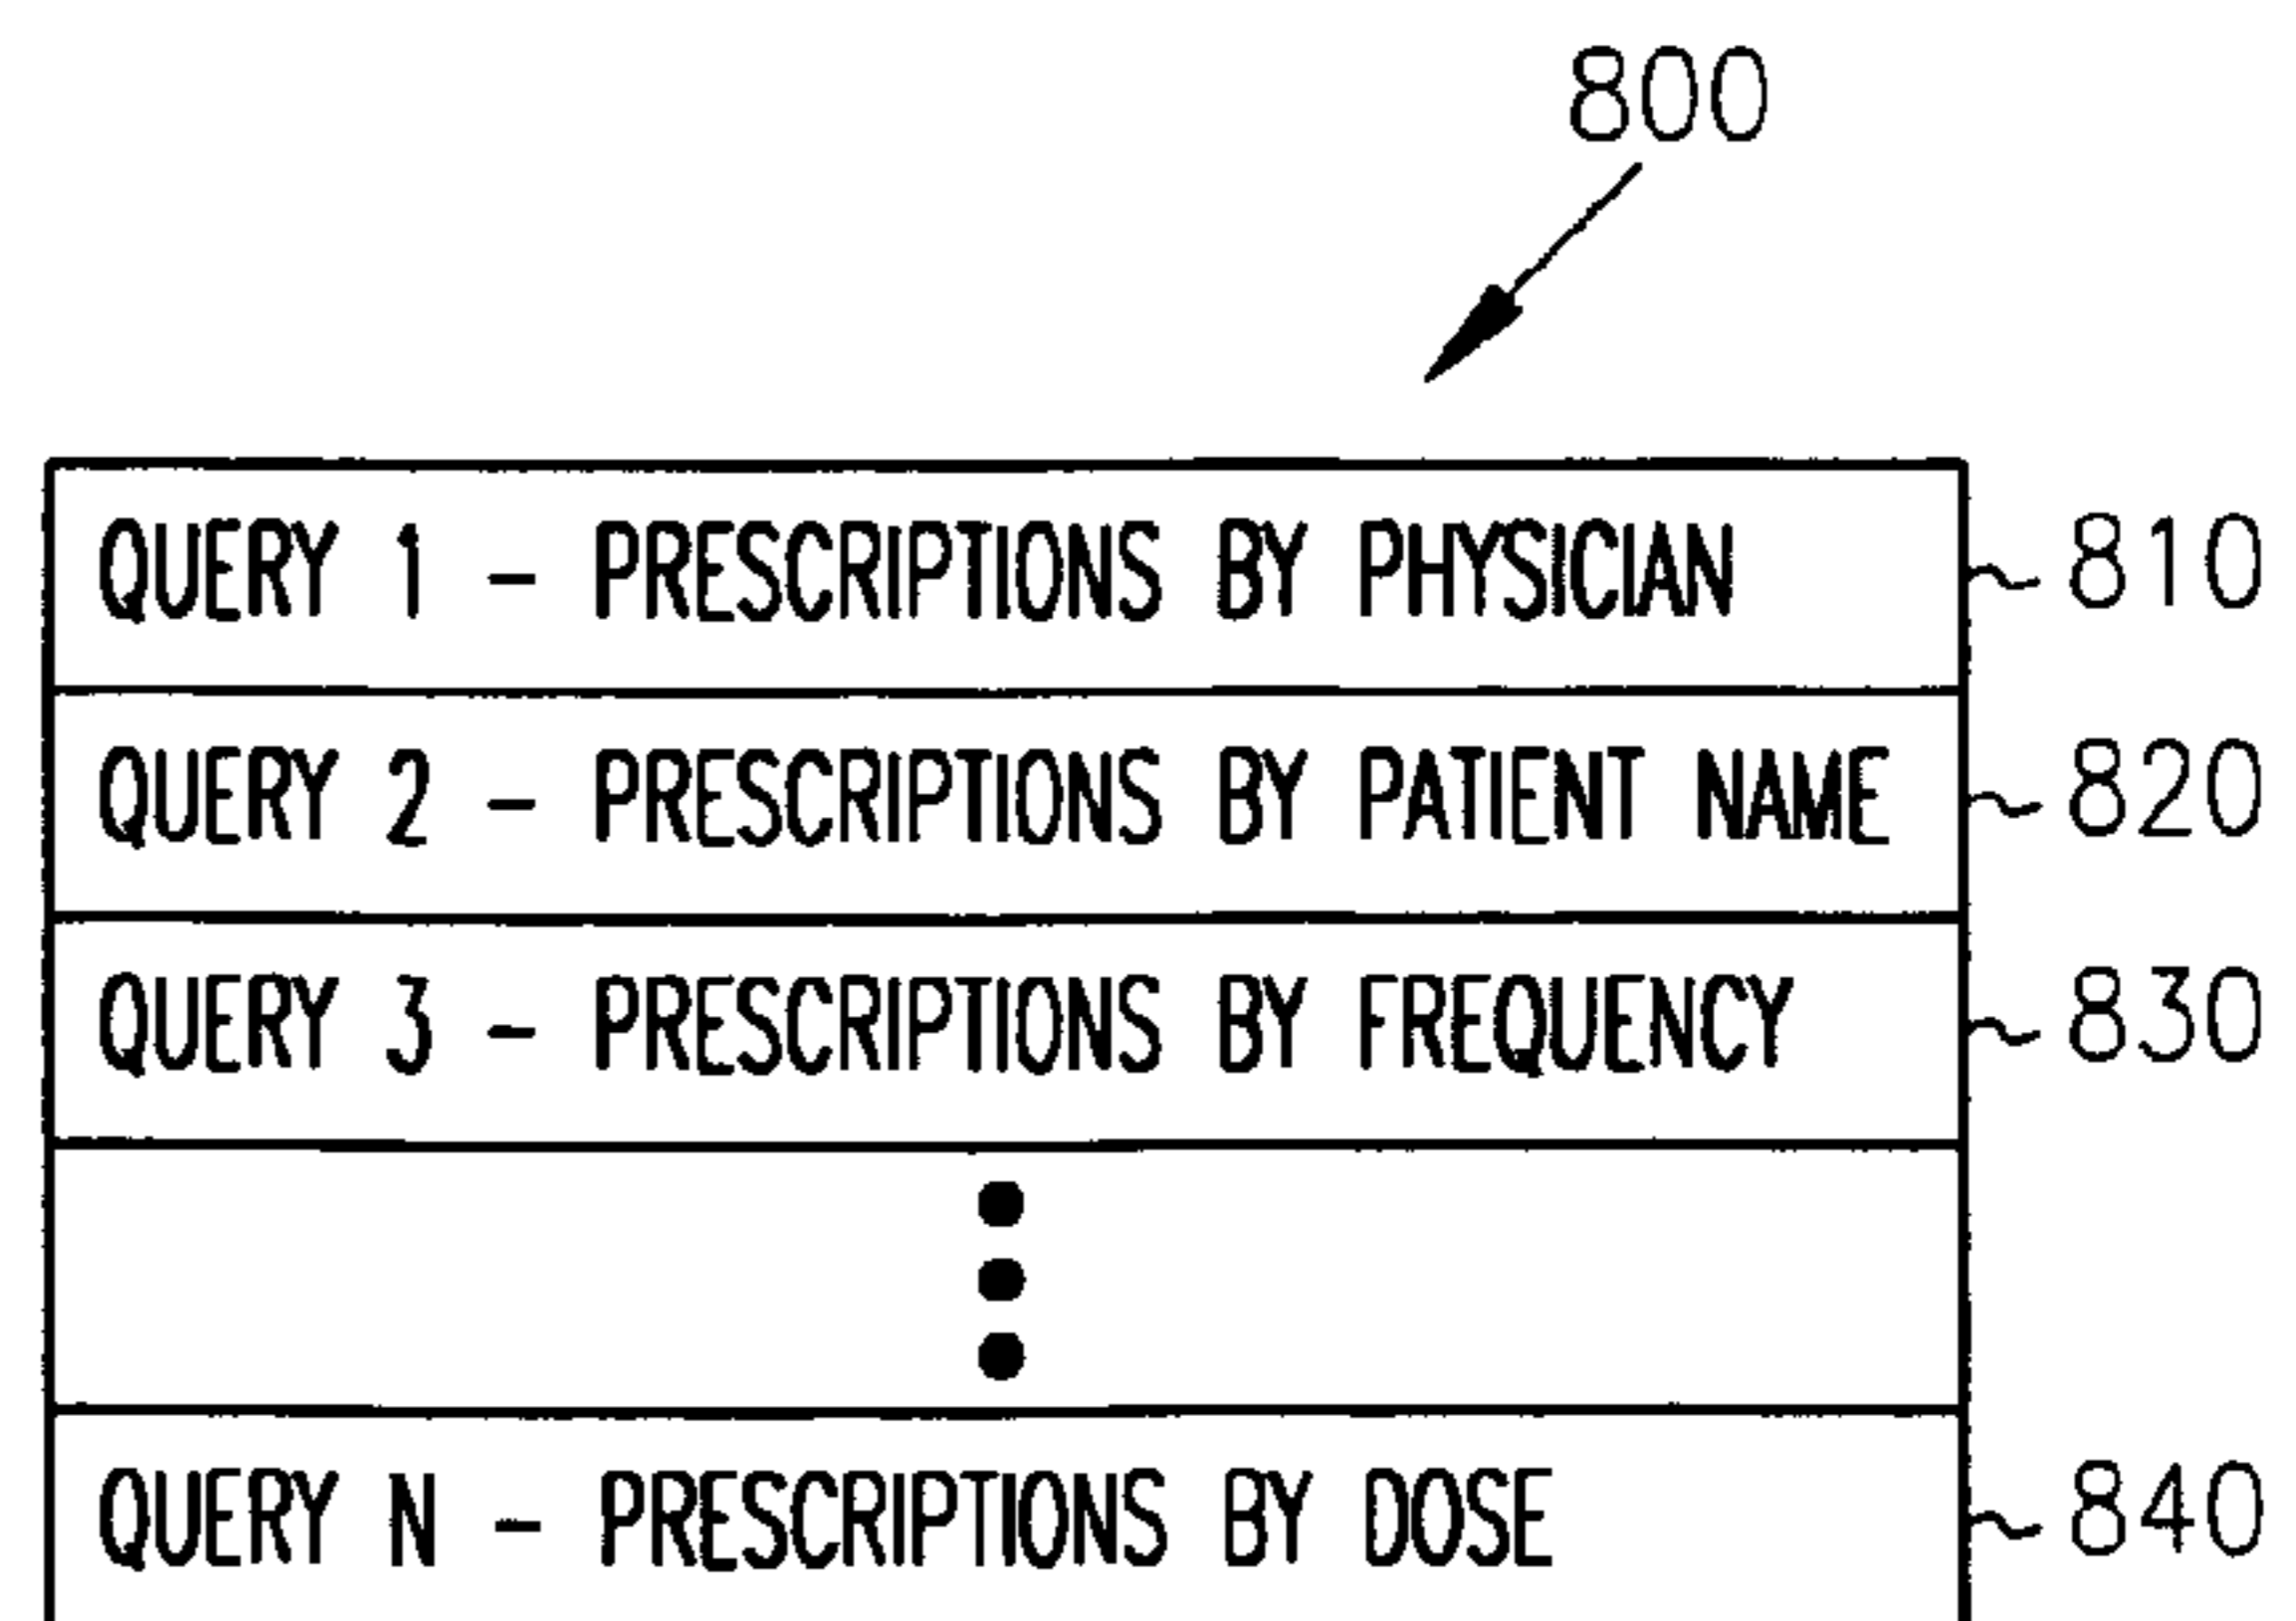 800
QUERY 1 - PRESCRIPTIONS BY PHYSICIAN 810
QUERY 2 - PRESCRIPTIONS BY PATIENT NAME 820
QUERY 3 - PRESCRIPTIONS BY FREQUENCY 830
QUERY N - PRESCRIPTIONS BY DOSE 840